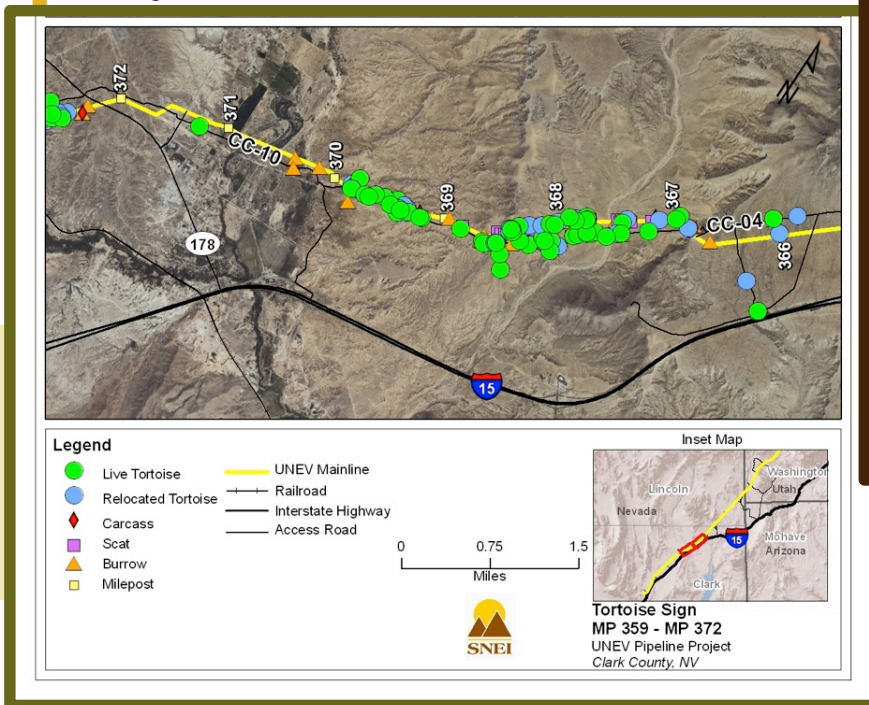 372
371
CC-10
370
369
368
367
CC-04
366
178
15
Legend
Live Tortoise
Relocated Tortoise
Carcass
Scat
Burrow
Milepost
UNEV Mainline
Railroad
Interstate Highway
Access Road
0 0.75 1.5
Miles
SNEI
Inset Map
Washington
Utah
Lincoln
Nevada
15
Mohave
Arizona
Clark
Tortoise Sign
MP 359 - MP 372
UNEV Pipeline Project
Clark County, NV